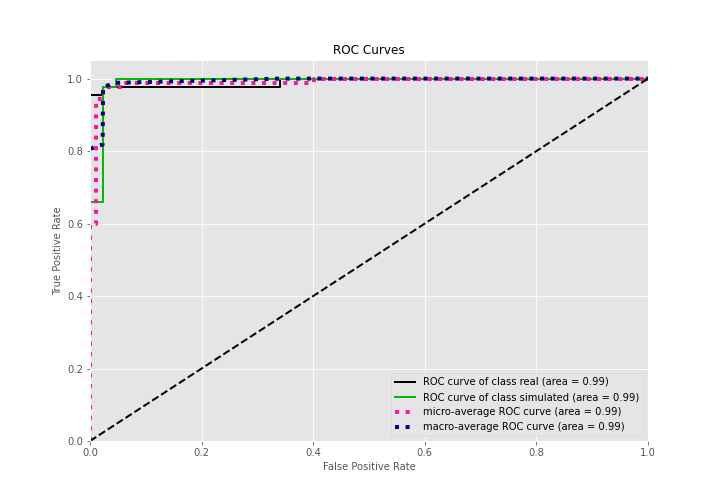 ROC Curves
True Positive Rate
1.0
0.8
0.6
0.4
0.2
0.0
0.0 0.2 0.4 0.6 0.8 1.0
False Positive Rate
ROC curve of class real (area = 0.99)
ROC curve of class simulated (area = 0.99)
micro-average ROC curve (area = 0.99)
macro-average ROC curve (area = 0.99)